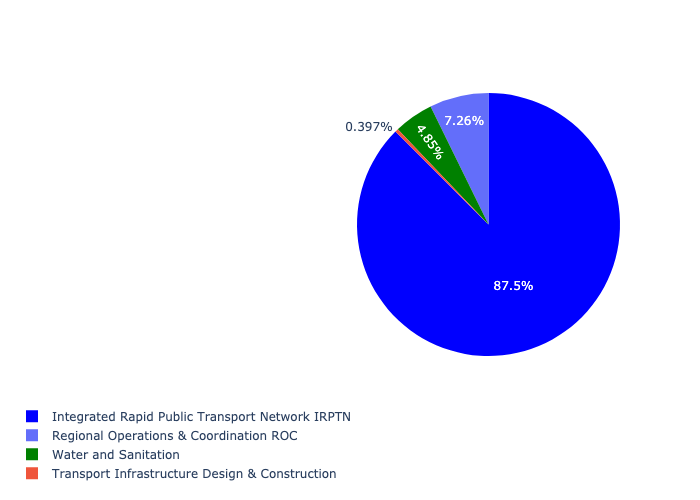 7.26%
0.397%
4.85%
87.5%
Integrated Rapid Public Transport Network IRPTN
Regional Operations & Coordination ROC
Water and Sanitation
Transport Infrastructure Design & Construction